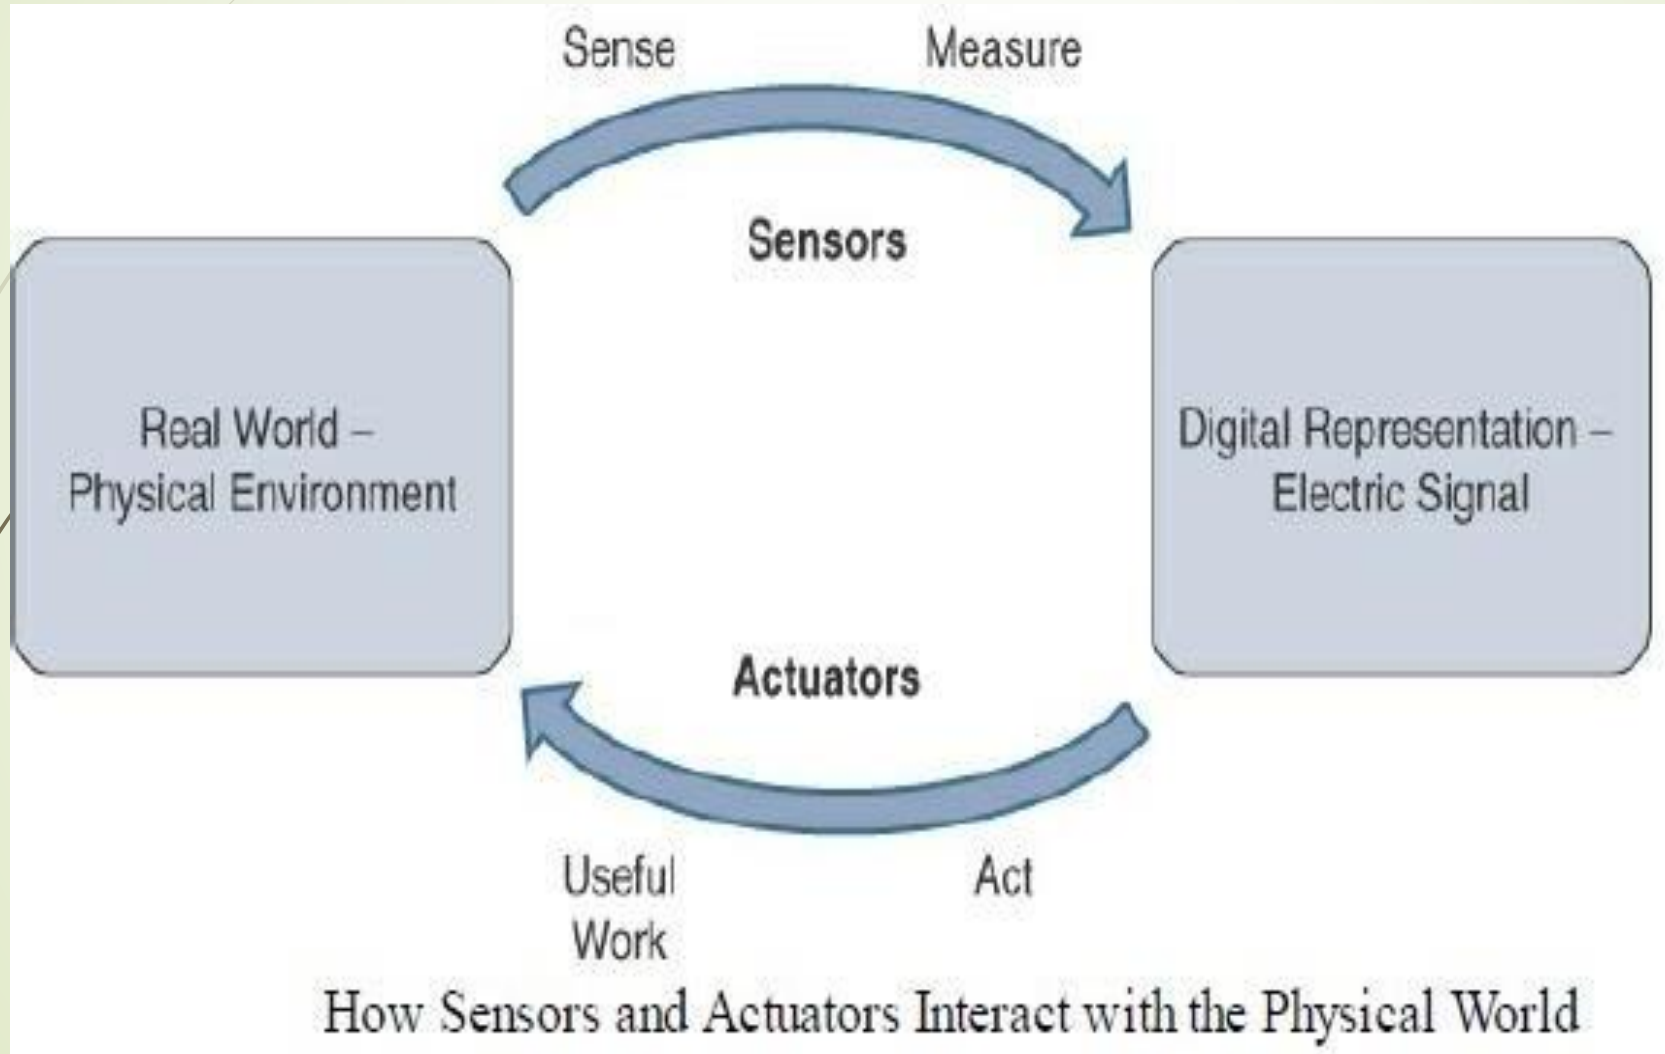 Sense
Measure
Sensors
Real World –
Physical Environment
Digital Representation –
Electric Signal
Actuators
Useful
Work
Act
How Sensors and Actuators Interact with the Physical World